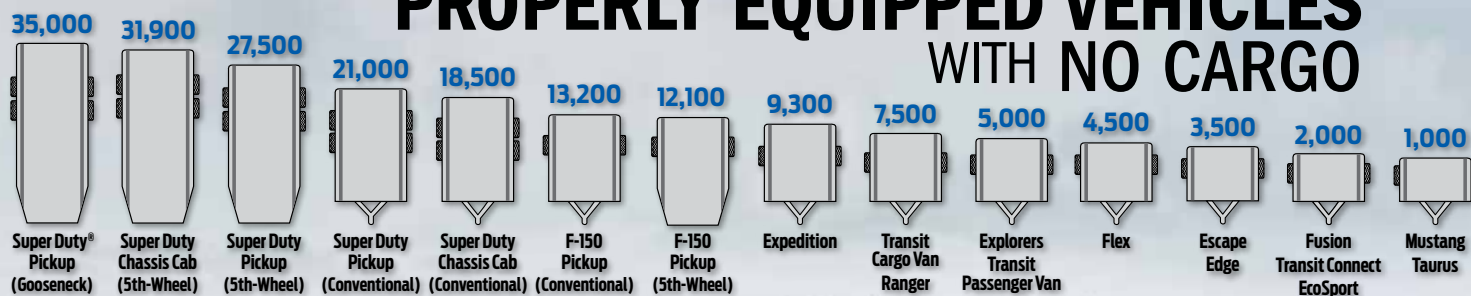 PROPERLY EQUIPPED VEHICLES
WITH NO CARGO
35,000
Super Duty®
Pickup
(Gooseneck)
31,900
Super Duty
Chassis Cab
(5th-Wheel)
27,500
Super Duty
Pickup
(5th-Wheel)
21,000
Super Duty
Pickup
(Conventional)
18,500
Super Duty
Chassis Cab
(Conventional)
13,200
F-150
Pickup
(Conventional)
12,100
F-150
Pickup
(5th-Wheel)
9,300
Expedition
7,500
Transit
Cargo Van
Ranger
5,000
Explorers
Transit
Passenger Van
4,500
Flex
3,500
Escape
Edge
2,000
Fusion
Transit Connect
EcoSport
1,000
Mustang
Taurus